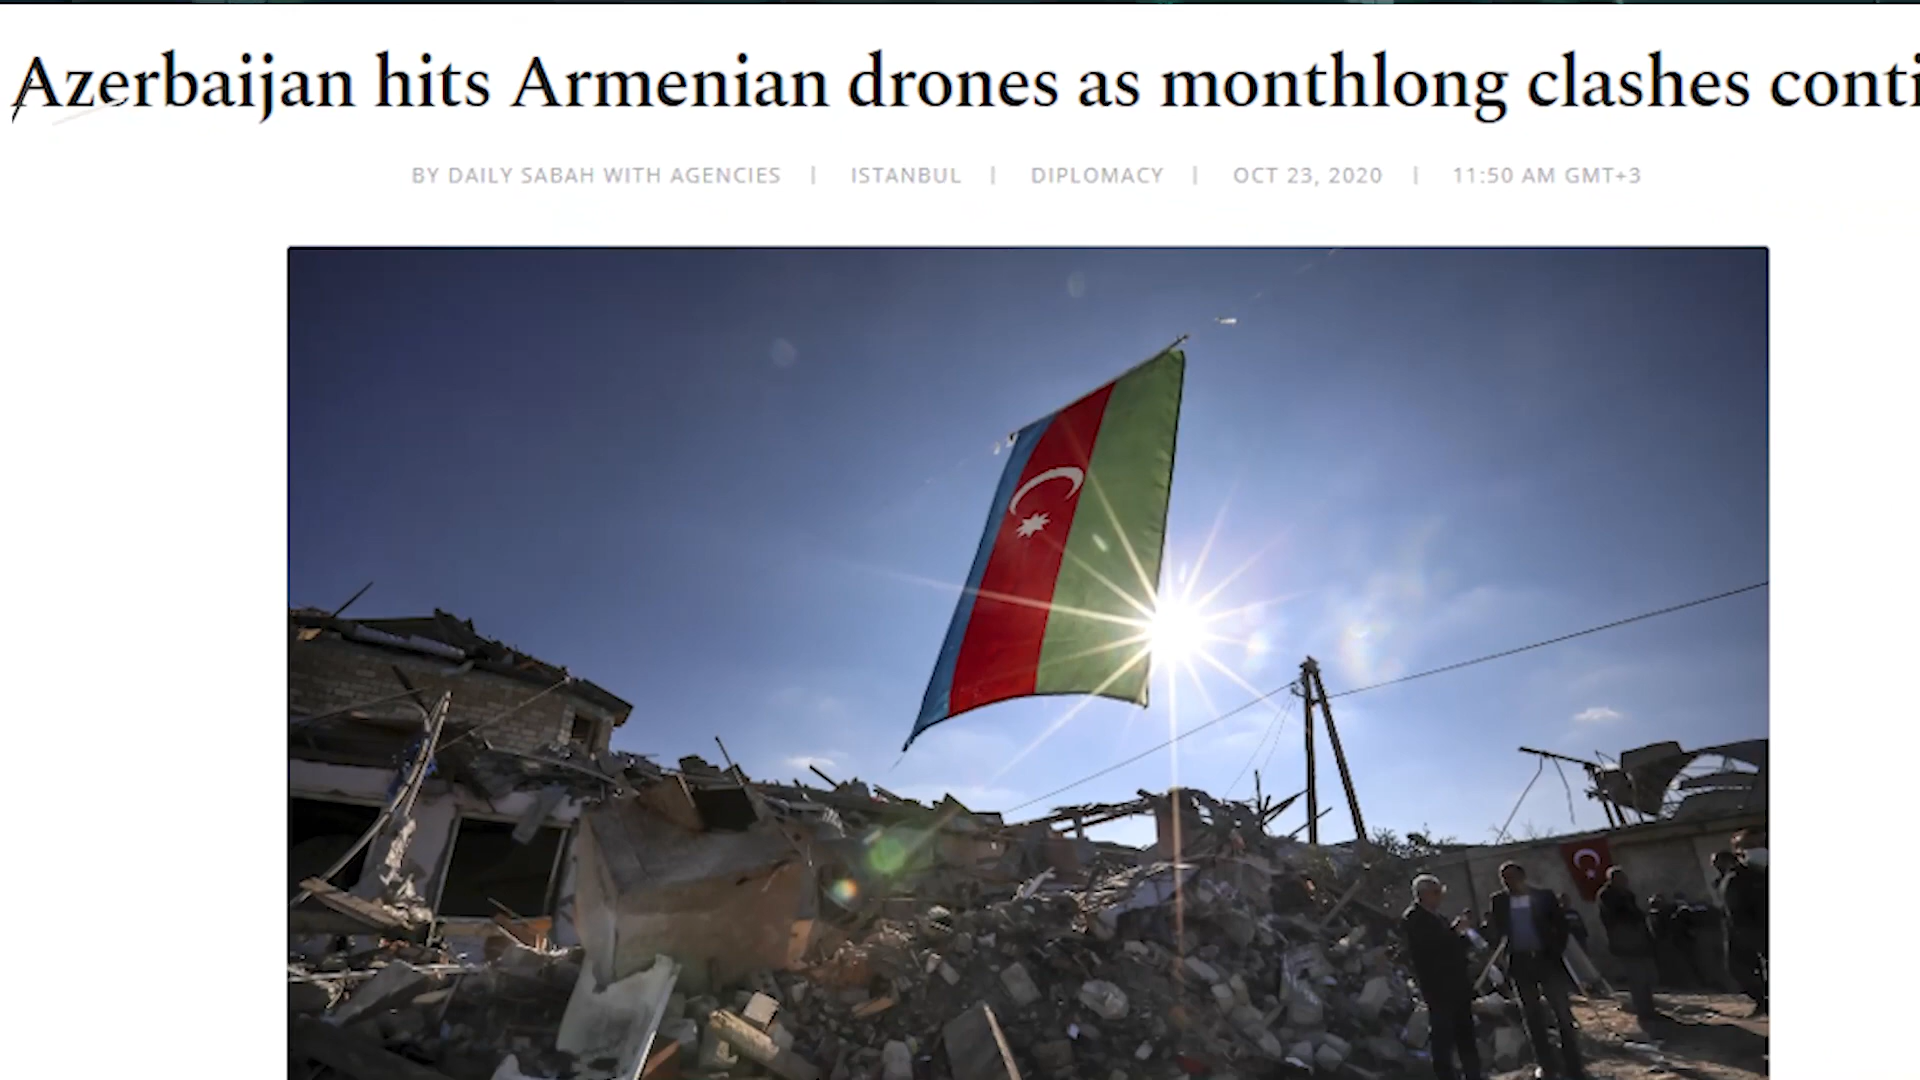 Azerbaijan hits Armenian drones as monthlong clashes conti
BY DAILY SABAH WITH AGENCIES | ISTANBUL | DIPLOMACY | OCT 23, 2020 | 11:50 AM GMT+3